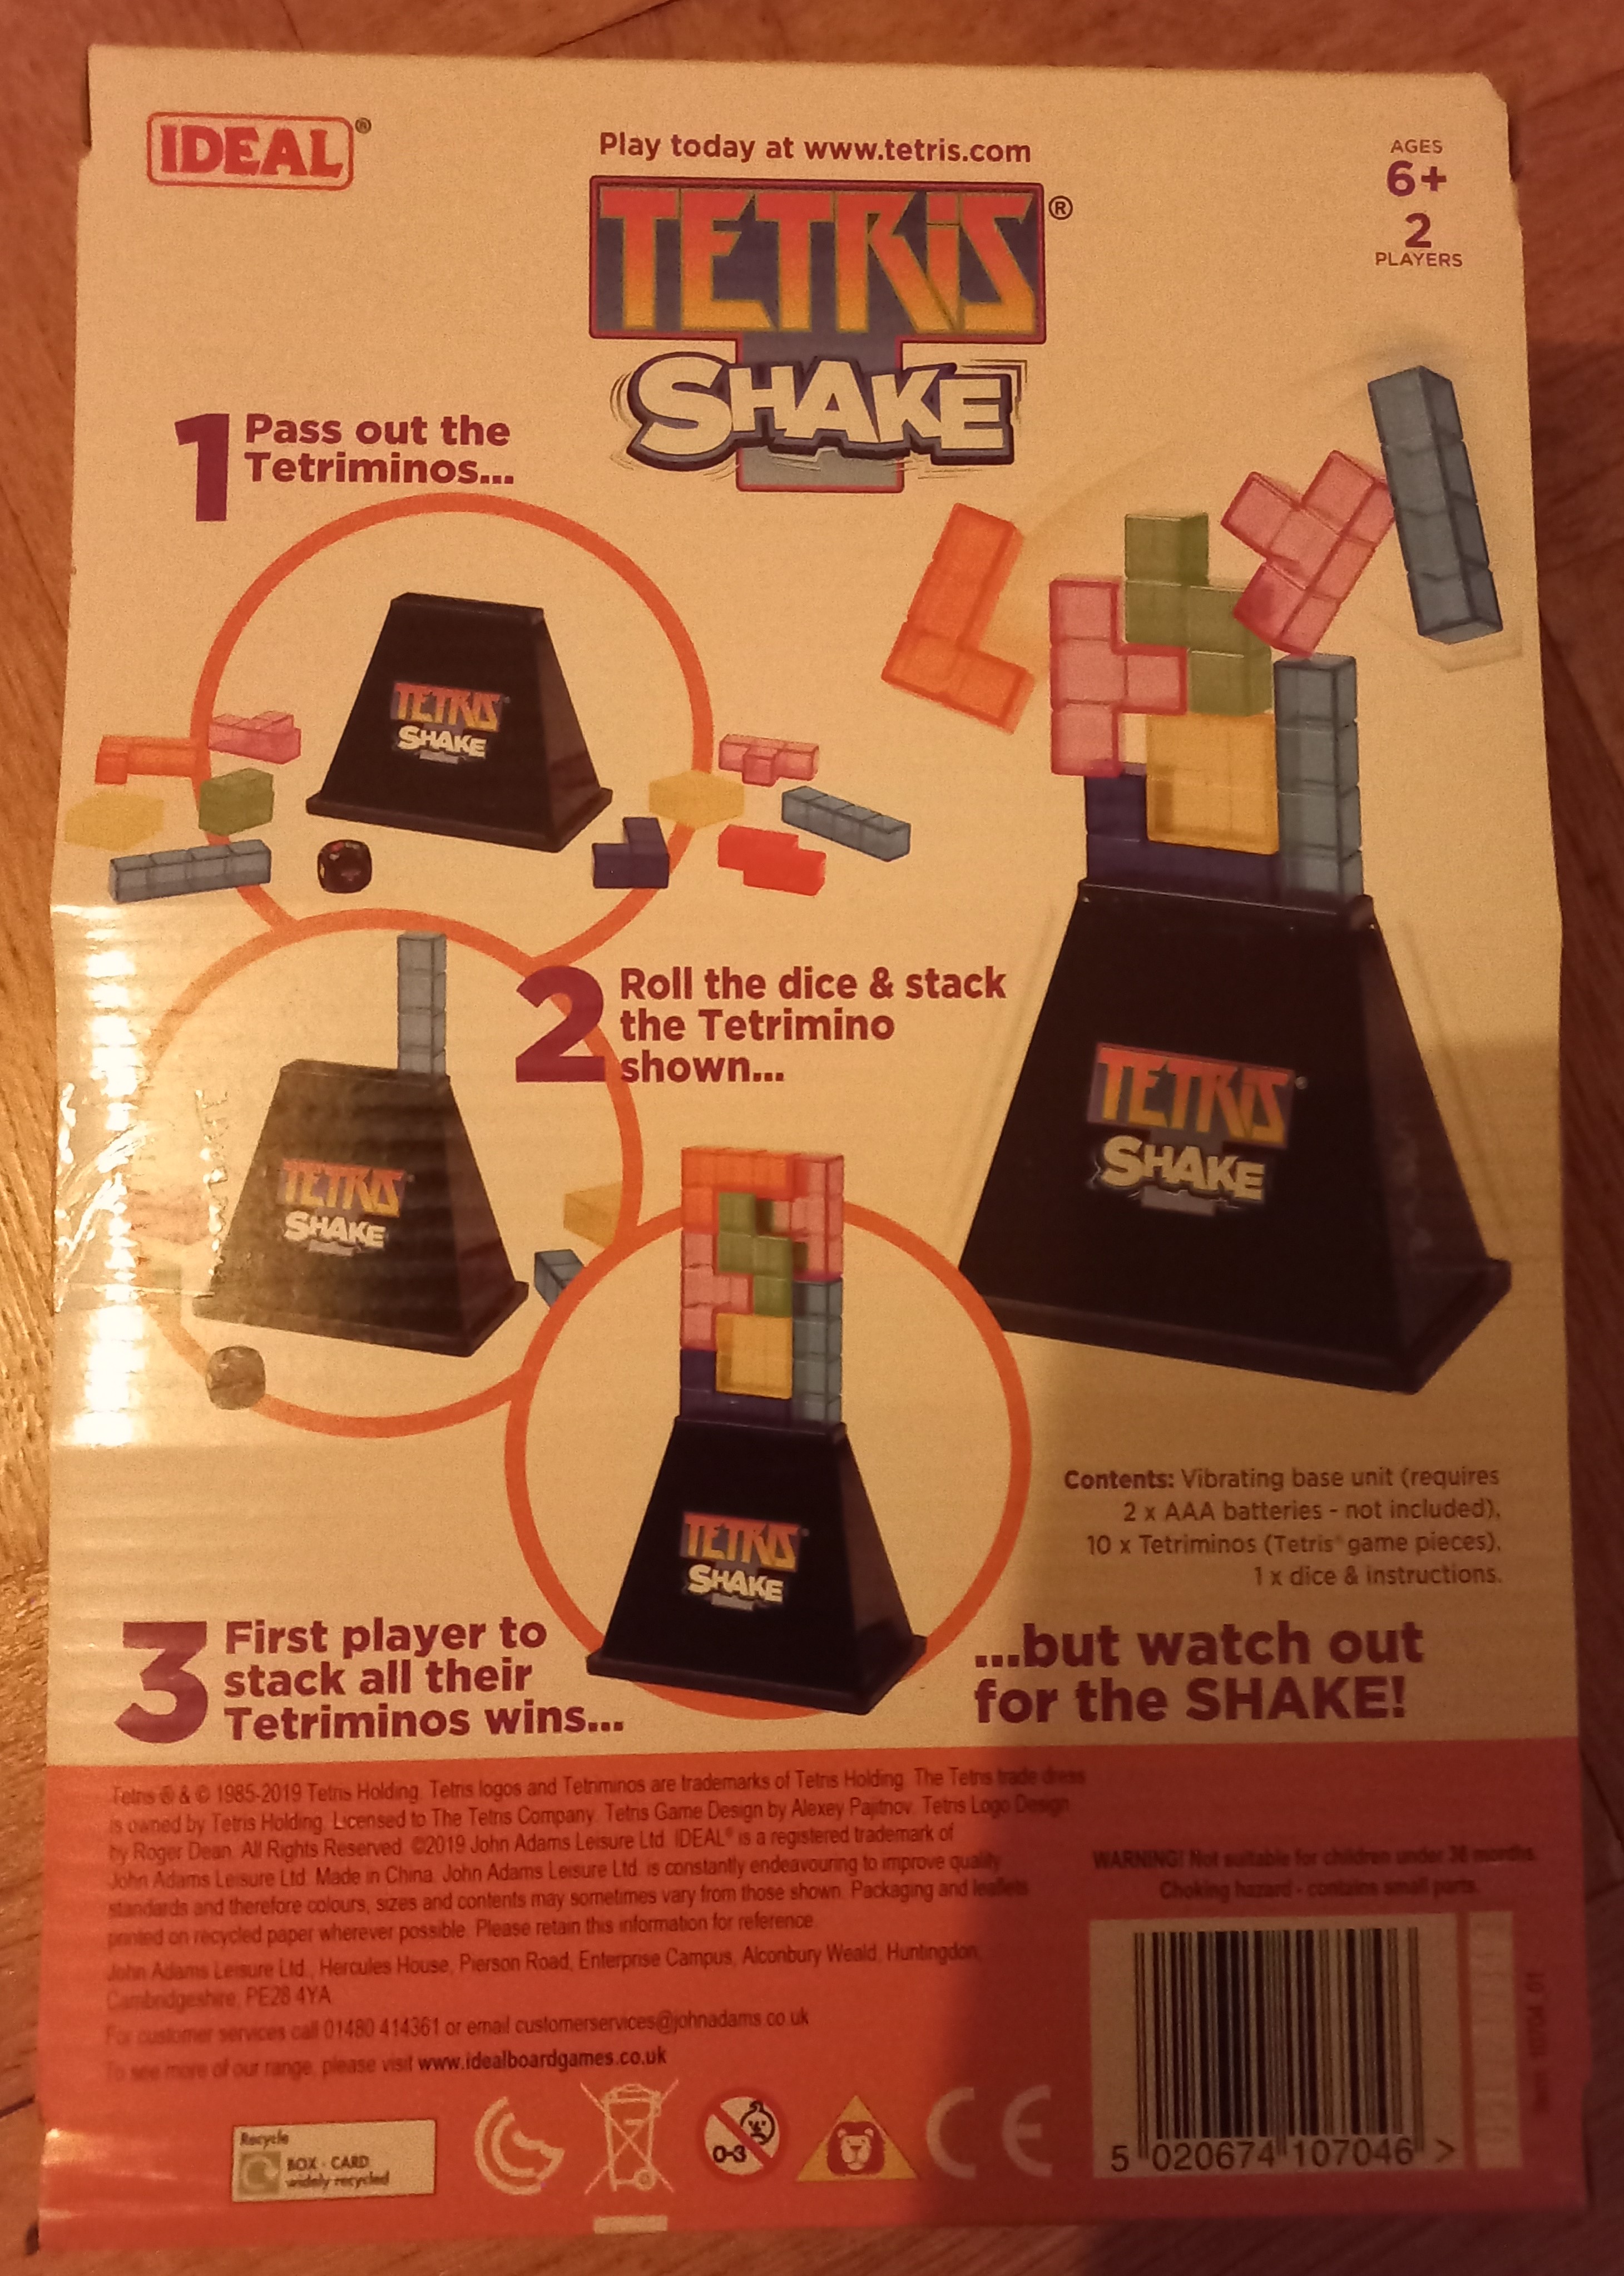 IDEAL®
Play today at www.tetris.com
AGES
6+
2
PLAYERS
TETRIS®
SHAKE
1 Pass out the
Tetriminos...
TETRIS
SHAKE
2 Roll the dice & stack
the Tetrimino
shown...
TETRIS
SHAKE
TETRIS
SHAKE
TETRIS
SHAKE
Contents: Vibrating base unit (requires
2 x AAA batteries - not included),
10 x Tetriminos (Tetris® game pieces),
1 x dice & instructions.
3 First player to
stack all their
Tetriminos wins...
...but watch out
for the SHAKE!
Tetris ® & © 1985-2019 Tetris Holding. Tetris logos and Tetriminos are trademarks of Tetris Holding. The Tetris trade dress
is owned by Tetris Holding. Licensed to The Tetris Company. Tetris Game Design by Alexey Pajitnov. Tetris Logo Design
by Roger Dean. All Rights Reserved. ©2019 John Adams Leisure Ltd. IDEAL® is a registered trademark of
John Adams Leisure Ltd. Made in China. John Adams Leisure Ltd. is constantly endeavouring to improve quality
standards and therefore colours, sizes and contents may sometimes vary from those shown. Packaging and leaflets
printed on recycled paper wherever possible. Please retain this information for reference.
John Adams Leisure Ltd., Hercules House, Pierson Road, Enterprise Campus, Alconbury Weald, Huntingdon,
Cambridgeshire, PE28 4YA
For customer services call 01480 414361 or email customerservices@johnadams.co.uk
To see more of our range, please visit www.idealboardgames.co.uk
WARNING! Not suitable for children under 36 months.
Choking hazard - contains small parts.
Recycle
BOX - CARD
widely recycled
0-3
CE
5 020674 107046 >